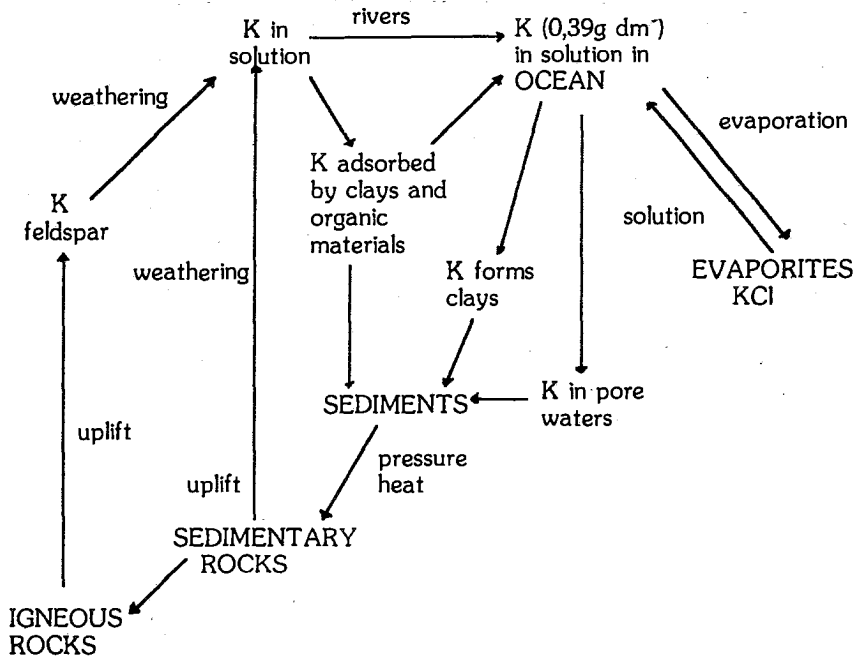 rivers
K in
solution
K (0,39g dm⁻)
in solution in
OCEAN
weathering
evaporation
K adsorbed
by clays and
organic
materials
K
feldspar
solution
weathering
K forms
clays
EVAPORITES
KCl
SEDIMENTS
K in pore
waters
uplift
pressure
heat
uplift
SEDIMENTARY
ROCKS
IGNEOUS
ROCKS